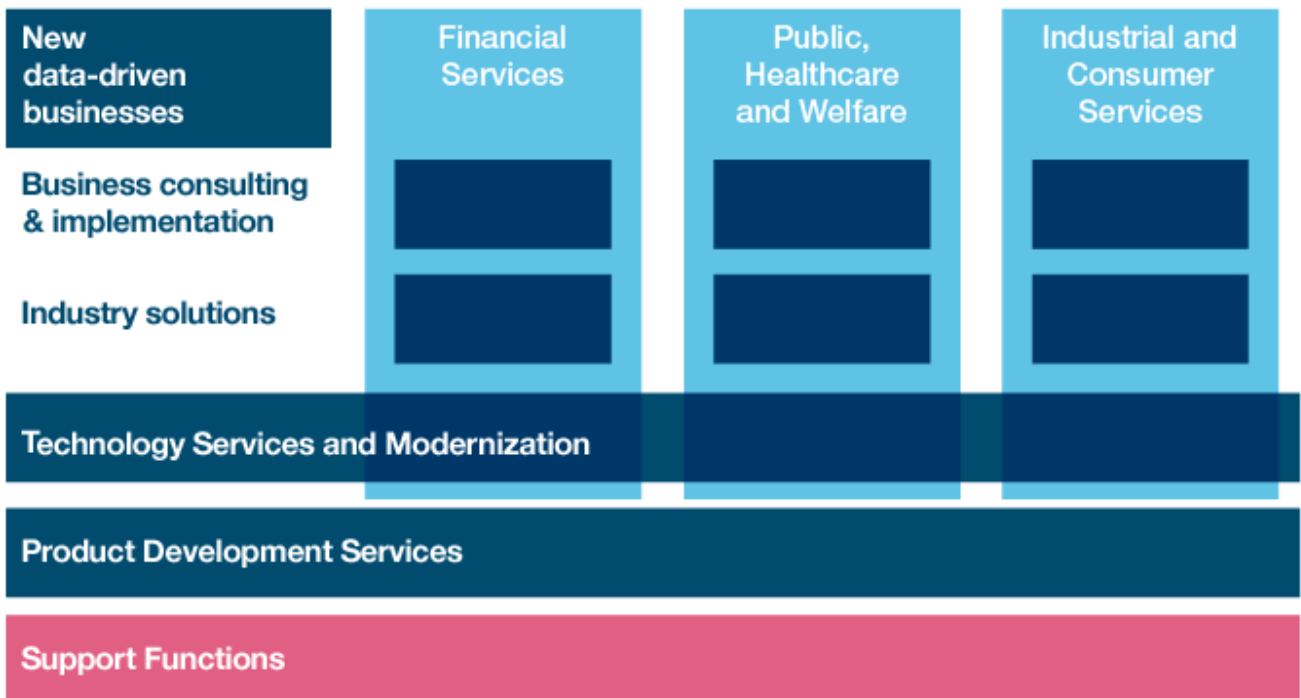 New
data-driven
businesses
Financial
Services
Public,
Healthcare
and Welfare
Industrial and
Consumer
Services
Business consulting
& implementation
Industry solutions
Technology Services and Modernization
Product Development Services
Support Functions